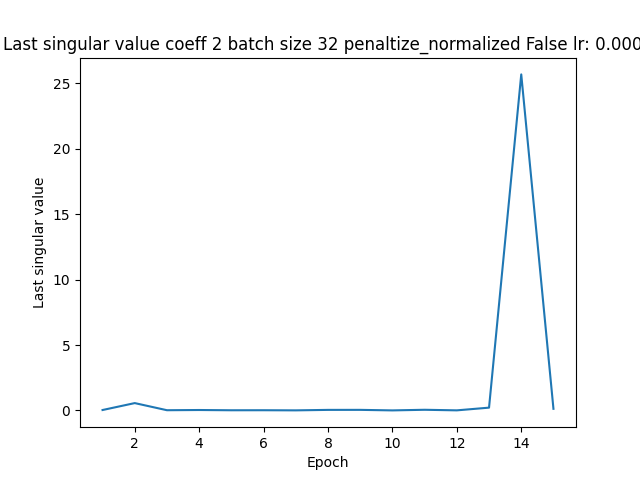 Last singular value coeff 2 batch size 32 penaltize_normalized False lr: 0.000
25
20
15
10
5
0
Last singular value
2 4 6 8 10 12 14
Epoch